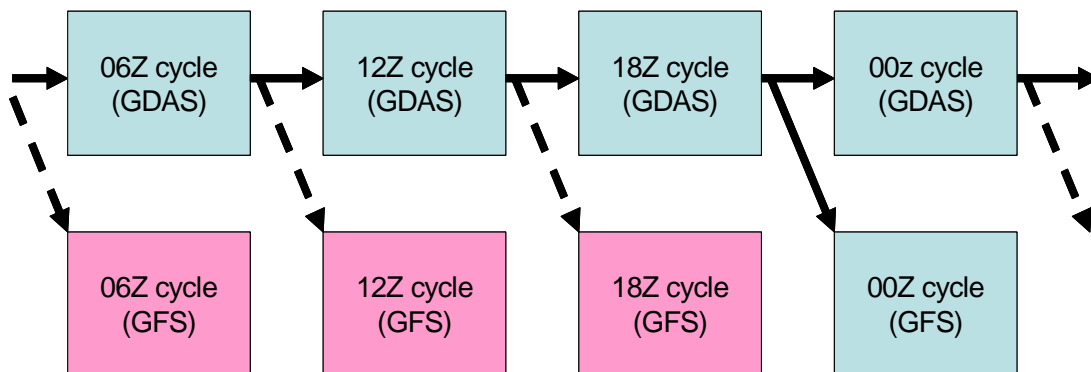 06Z cycle
(GDAS)
12Z cycle
(GDAS)
18Z cycle
(GDAS)
00z cycle
(GDAS)
06Z cycle
(GFS)
12Z cycle
(GFS)
18Z cycle
(GFS)
00Z cycle
(GFS)